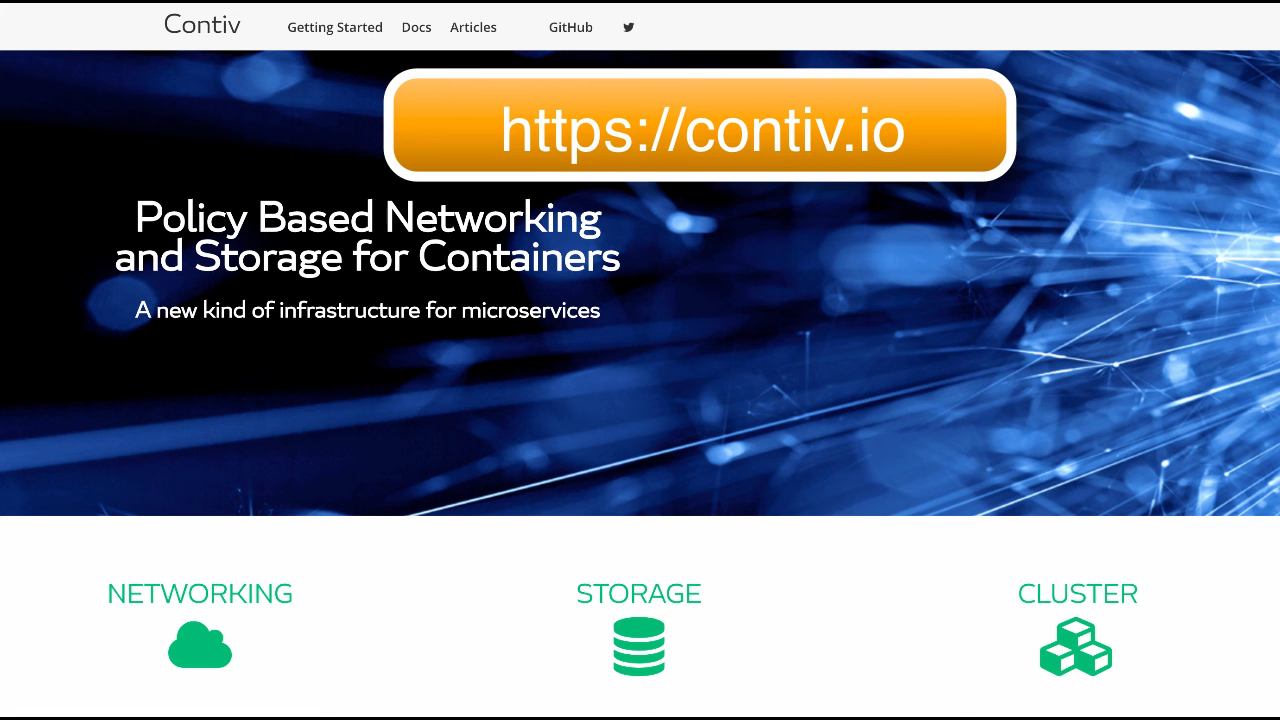 Contiv
Getting Started Docs Articles GitHub
https://contiv.io
Policy Based Networking
and Storage for Containers
A new kind of infrastructure for microservices
NETWORKING STORAGE CLUSTER